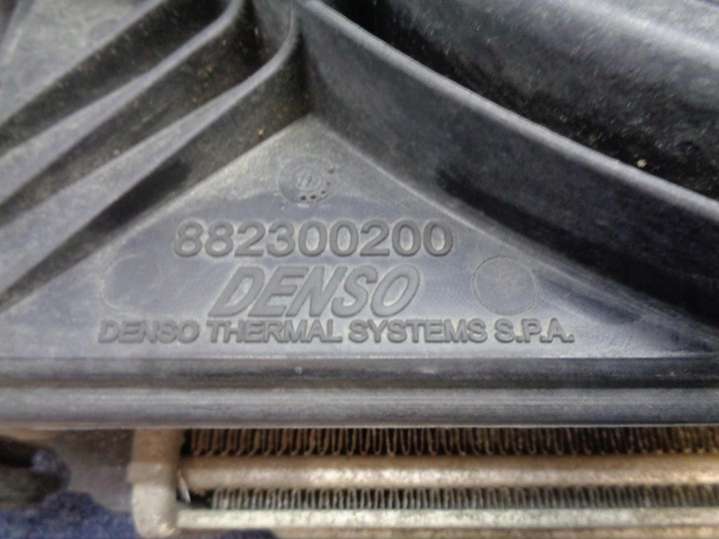 882300200
DENSO
DENSO THERMAL SYSTEMS S.P.A.